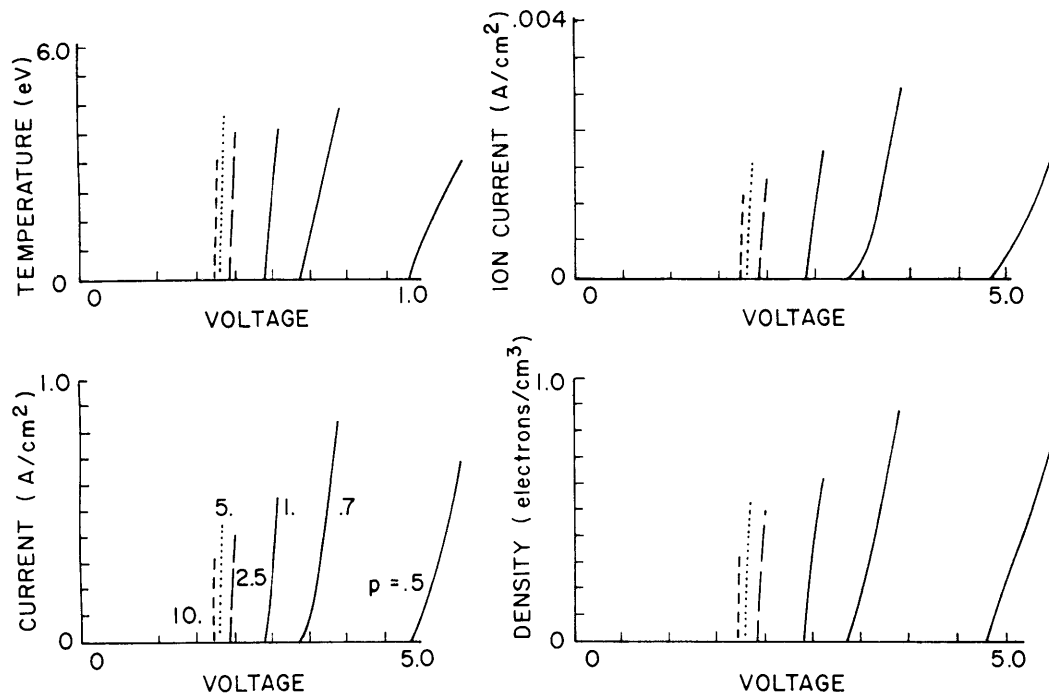 6.0
TEMPERATURE (eV)
0
0
1.0
VOLTAGE
.004
ION CURRENT (A/cm²)
0
0
5.0
VOLTAGE
1.0
CURRENT (A/cm²)
5.
1.
.7
2.5
p = .5
10.
0
0
5.0
VOLTAGE
1.0
DENSITY (electrons/cm³)
0
0
5.0
VOLTAGE